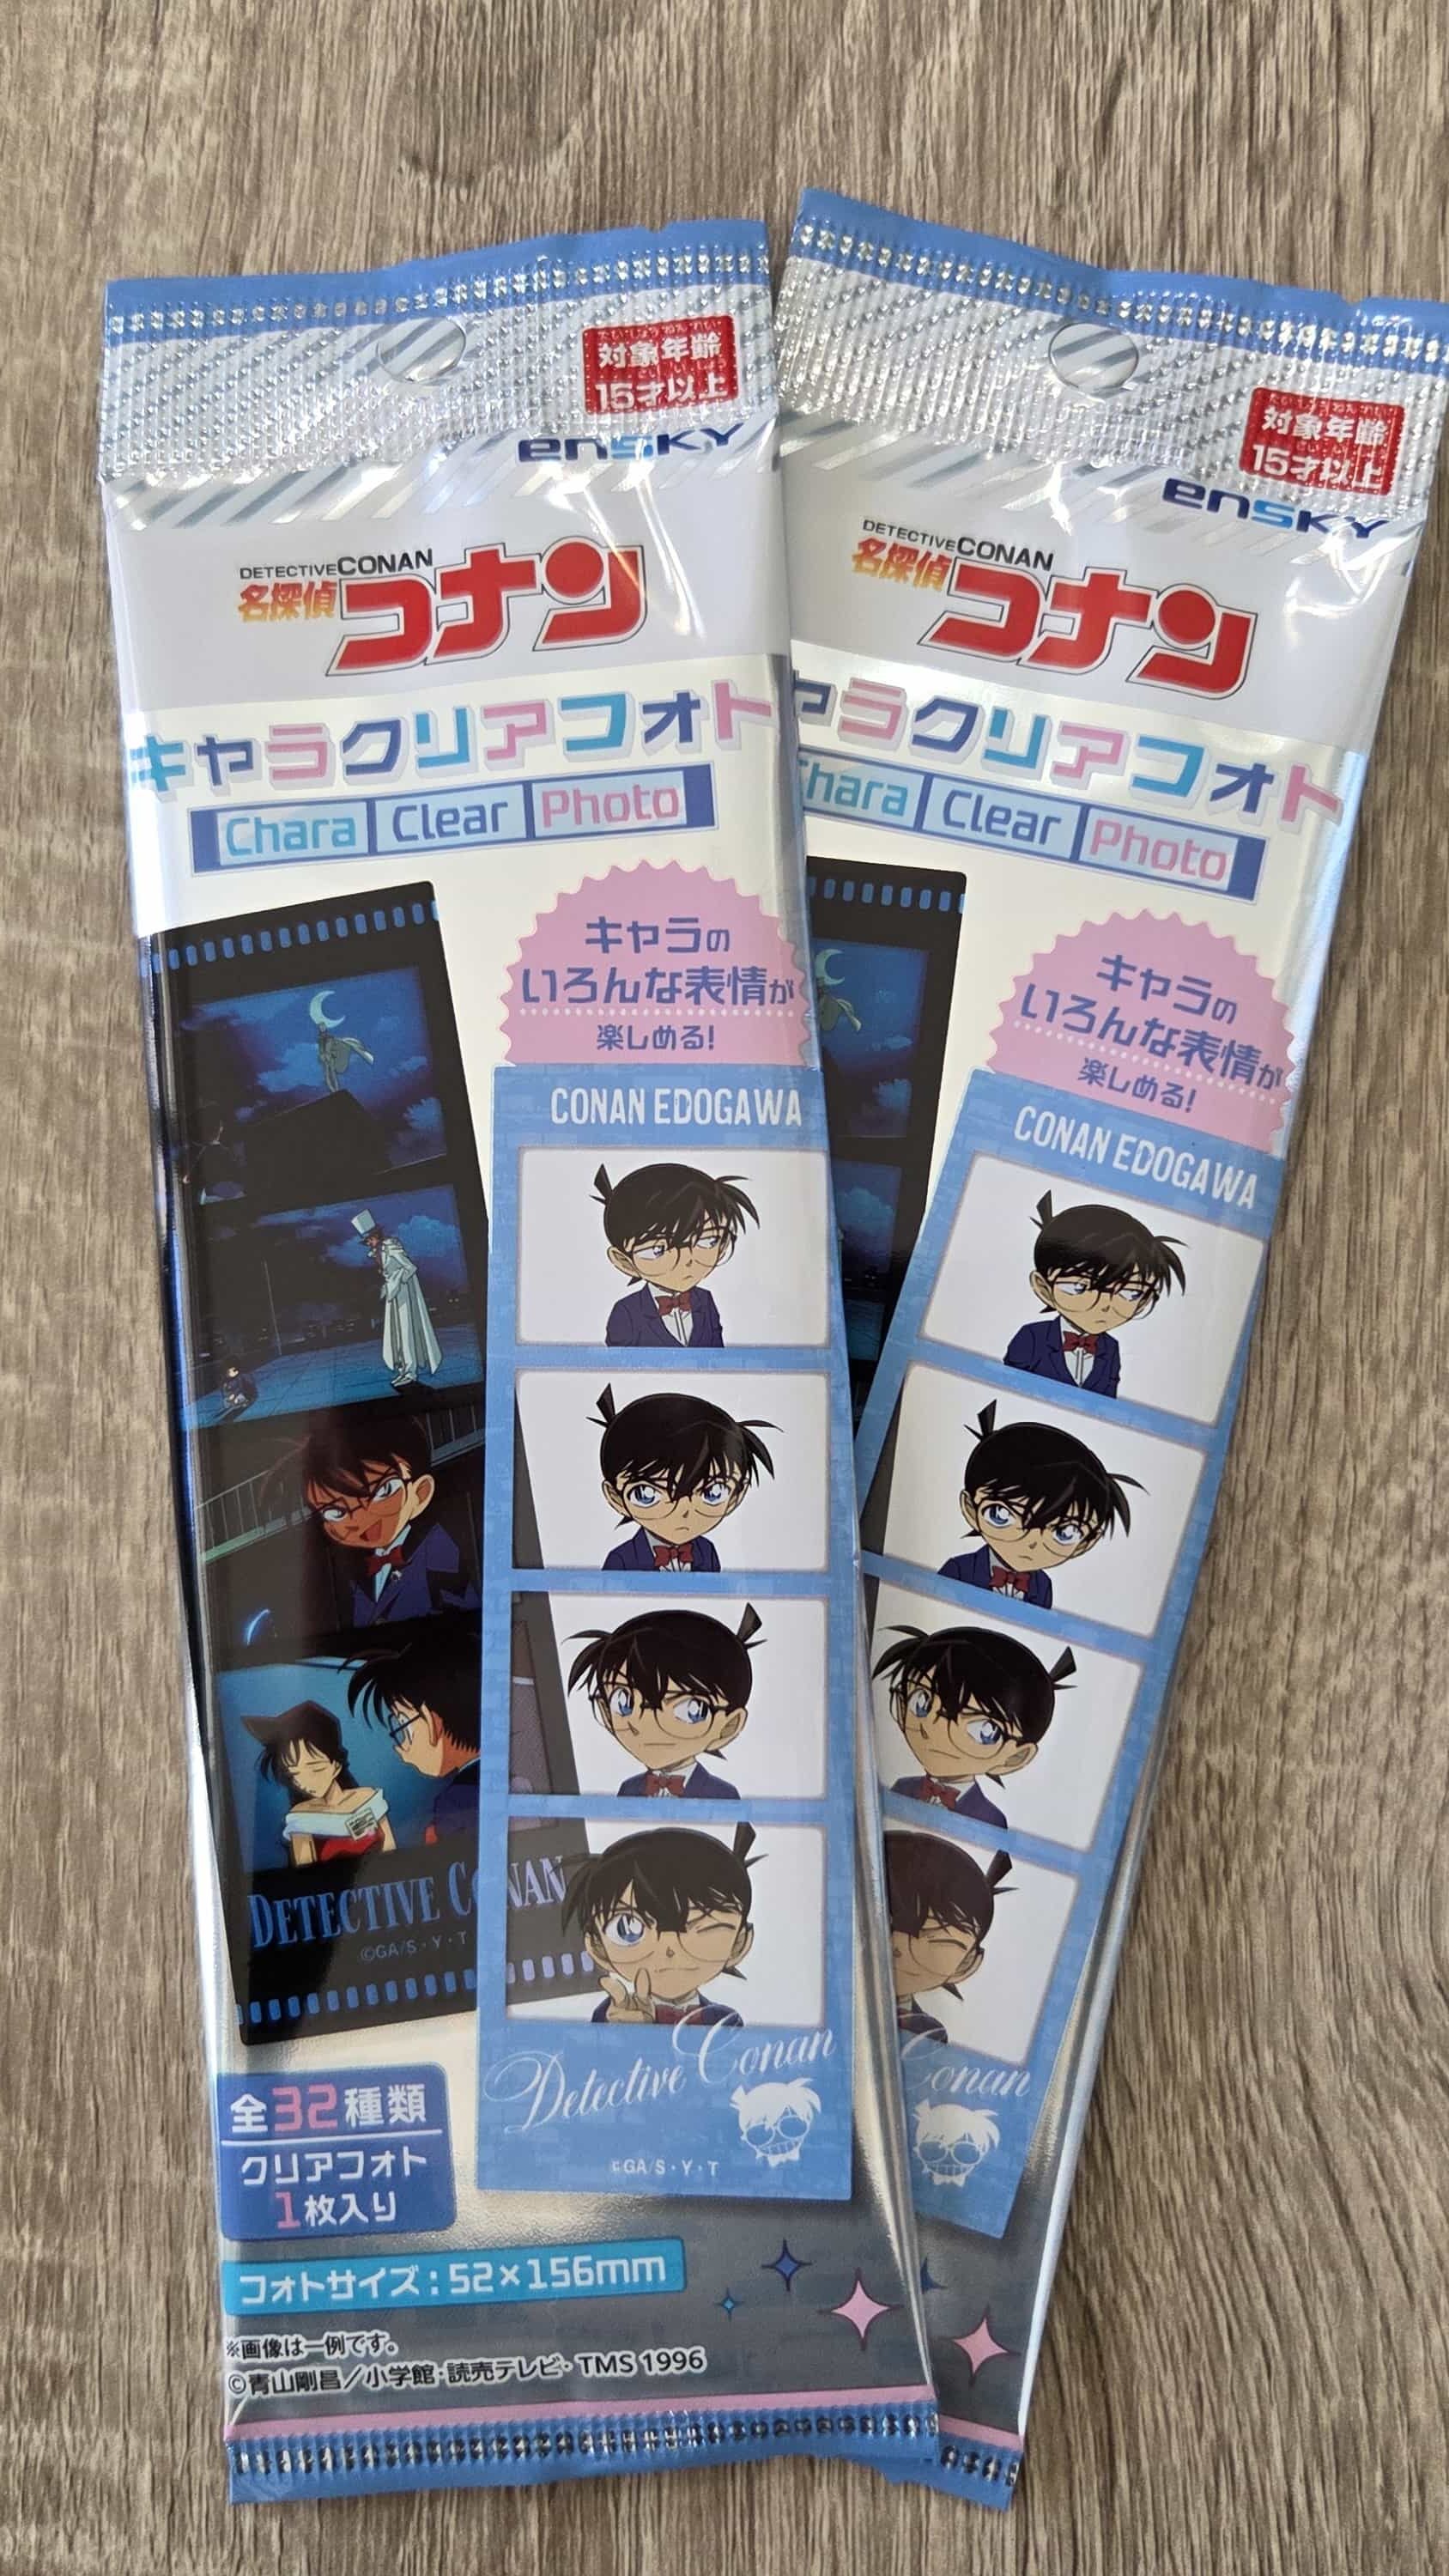 対象年齢
15才以上
ensky
DETECTIVE CONAN
名探偵
コナン
キャラクリアフォト
Chara Clear Photo
キャラの
いろんな表情が
楽しめる!
CONAN EDOGAWA
DETECTIVE CONAN
©GA/S・Y・T
Detective Conan
©GA/S・Y・T
全32種類
クリアフォト
1枚入り
フォトサイズ:52×156mm
※画像は一例です。
©青山剛昌/小学館・読売テレビ・TMS 1996
対象年齢
15才以上
ensky
DETECTIVE CONAN
名探偵
コナン
ャラクリアフォト
Chara Clear Photo
キャラの
いろんな表情が
楽しめる!
CONAN EDOGAWA
Conan